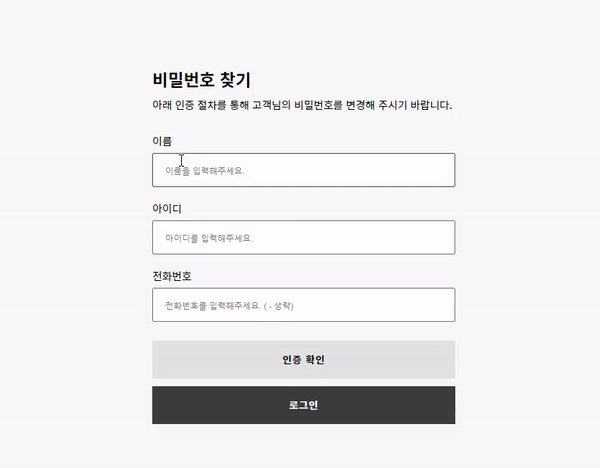 비밀번호 찾기
아래 인증 절차를 통해 고객님의 비밀번호를 변경해 주시기 바랍니다.
이름
이름을 입력해주세요.
아이디
아이디를 입력해주세요.
전화번호
전화번호를 입력해주세요. ( - 생략)
인증 확인
로그인